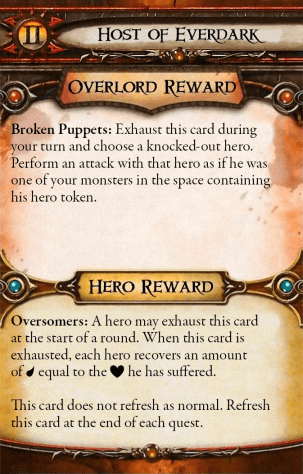 II
Host of Everdark
Overlord Reward
Broken Puppets: Exhaust this card during
your turn and choose a knocked-out hero.
Perform an attack with that hero as if he was
one of your monsters in the space containing
his hero token.
Hero Reward
Oversomers: A hero may exhaust this card
at the start of a round. When this card is
exhausted, each hero recovers an amount
of equal to the he has suffered.
This card does not refresh as normal. Refresh
this card at the end of each quest.